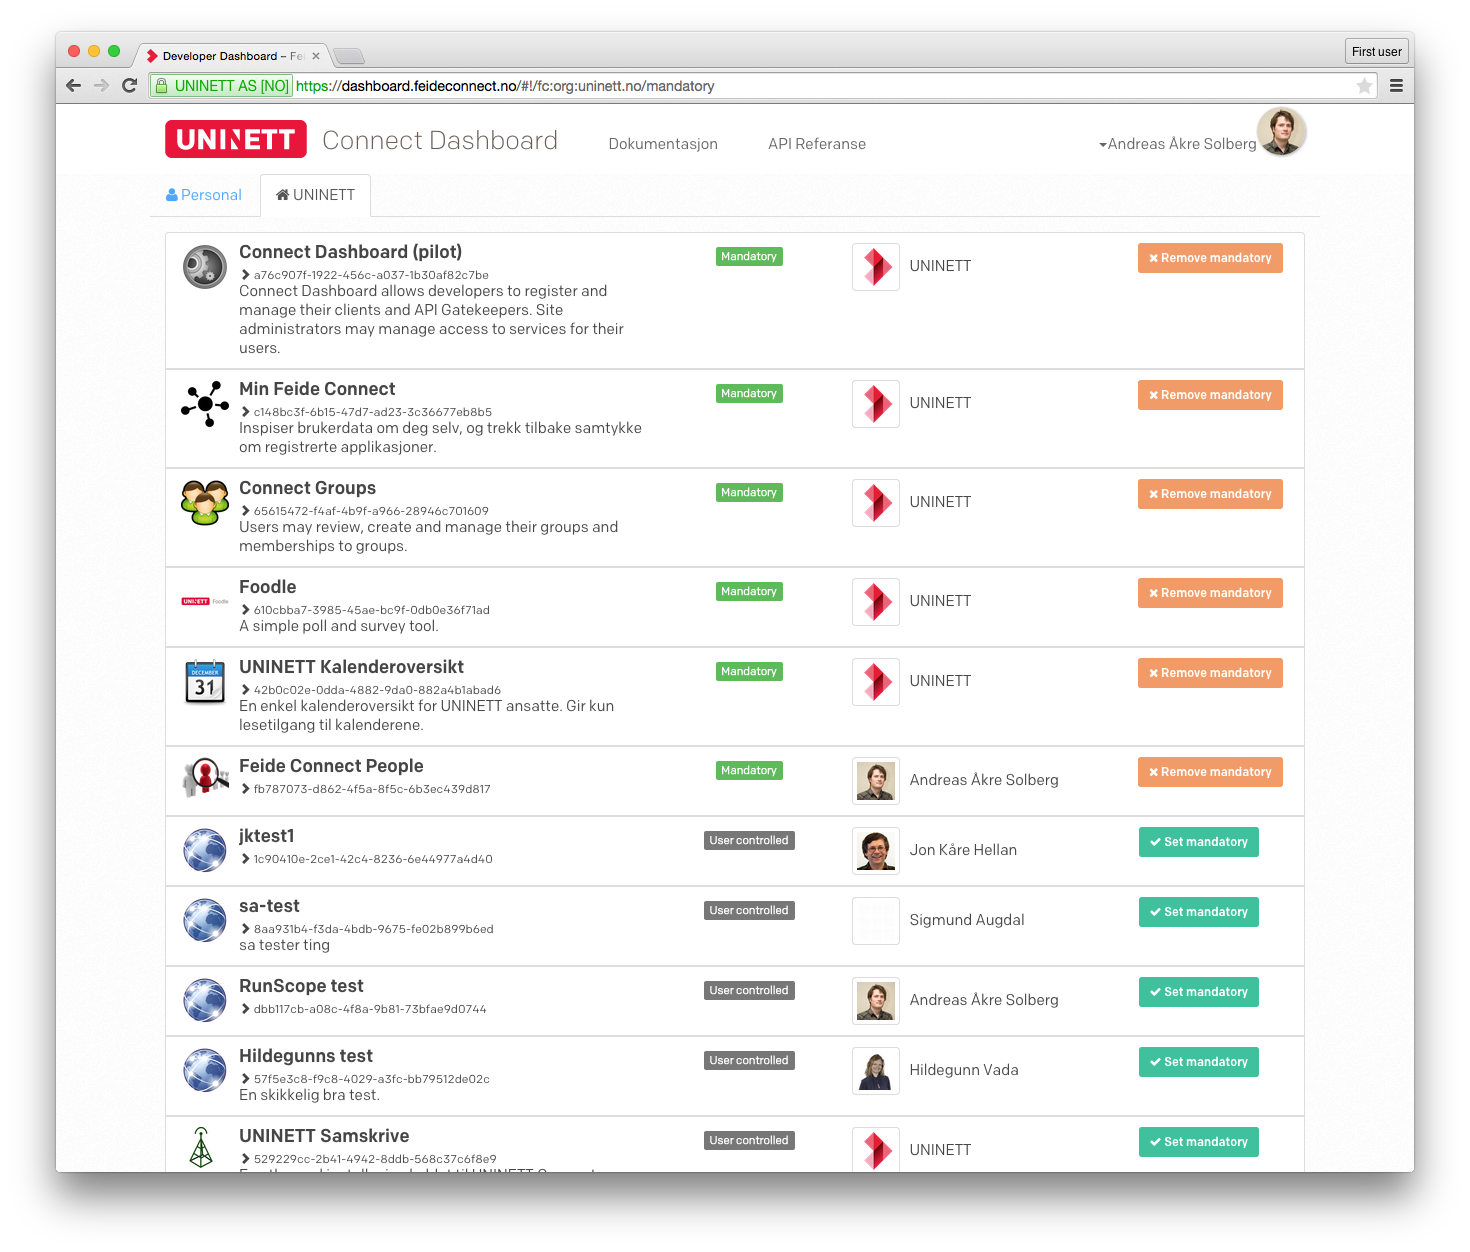 Developer Dashboard – Fei
First user
UNINETT AS [NO] https://dashboard.feideconnect.no/#!/fc:org:uninett.no/mandatory
UNINETT Connect Dashboard Dokumentasjon API Referanse Andreas Åkre Solberg
Personal UNINETT
Connect Dashboard (pilot) Mandatory UNINETT Remove mandatory
a76c907f-1922-456c-a037-1b30af82c7be
Connect Dashboard allows developers to register and
manage their clients and API Gatekeepers. Site
administrators may manage access to services for their
users.
Min Feide Connect Mandatory UNINETT Remove mandatory
c148bc3f-6b15-47d7-ad23-3c36677eb8b5
Inspiser brukerdata om deg selv, og trekk tilbake samtykke
om registrerte applikasjoner.
Connect Groups Mandatory UNINETT Remove mandatory
65615472-f4af-4b9f-a966-28946c701609
Users may review, create and manage their groups and
memberships to groups.
UNINETT Foodle
Foodle Mandatory UNINETT Remove mandatory
610cbba7-3985-45ae-bc9f-0db0e36f71ad
A simple poll and survey tool.
DECEMBER
31
UNINETT Kalenderoversikt Mandatory UNINETT Remove mandatory
42b0c02e-0dda-4882-9da0-882a4b1abad6
En enkel kalenderoversikt for UNINETT ansatte. Gir kun
lesetilgang til kalenderene.
Feide Connect People Mandatory Andreas Åkre Solberg Remove mandatory
fb787073-d862-4f5a-8f5c-6b3ec439d817
jktest1 User controlled Jon Kåre Hellan Set mandatory
1c90410e-2ce1-42c4-8236-6e44977a4d40
sa-test User controlled Sigmund Augdal Set mandatory
8aa931b4-f3da-4bdb-9675-fe02b899b6ed
sa tester ting
RunScope test User controlled Andreas Åkre Solberg Set mandatory
dbb117cb-a08c-4f8a-9b81-73bfae9d0744
Hildegunns test User controlled Hildegunn Vada Set mandatory
57f5e3c8-f9c8-4029-a3fc-bb79512de02c
En skikkelig bra test.
UNINETT Samskrive User controlled UNINETT Set mandatory
529229cc-2b41-4942-8ddb-568c37c6f8e9